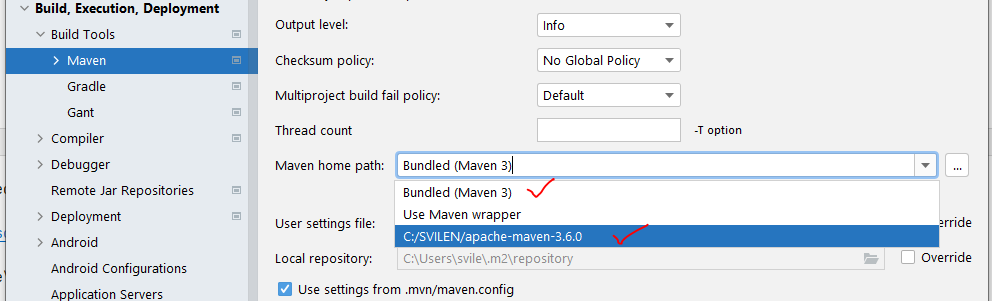 Build, Execution, Deployment
Build Tools
Maven
Gradle
Gant
Compiler
Debugger
Remote Jar Repositories
Deployment
Android
Android Configurations
Application Servers
Output level: Info
Checksum policy: No Global Policy
Multiproject build fail policy: Default
Thread count -T option
Maven home path: Bundled (Maven 3) ...
Bundled (Maven 3)
Use Maven wrapper
User settings file: C:/SVILEN/apache-maven-3.6.0 erride
Local repository: C:\Users\svile\.m2\repository Override
Use settings from .mvn/maven.config